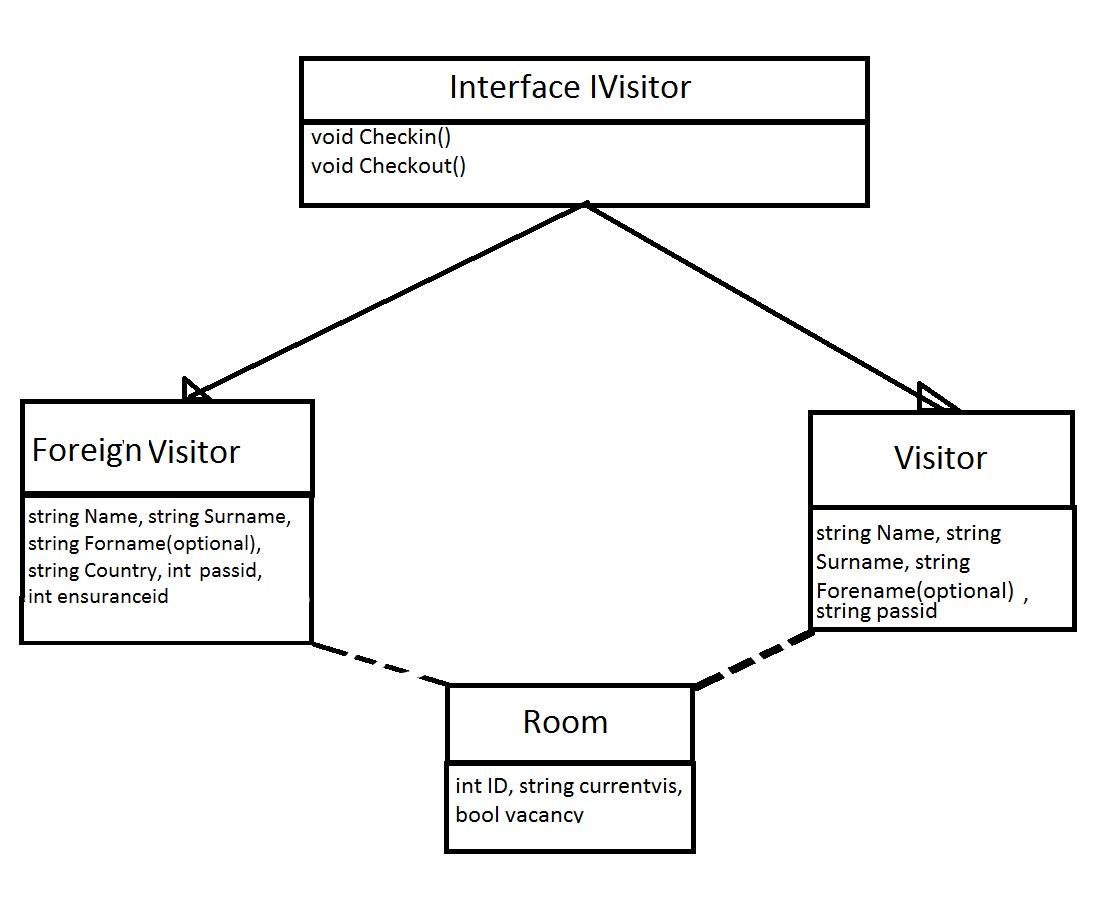 Interface IVisitor
void Checkin()
void Checkout()
Foreign Visitor
string Name, string Surname,
string Forname(optional),
string Country, int passid,
int ensuranceid
Visitor
string Name, string
Surname, string
Forename(optional) ,
string passid
Room
int ID, string currentvis,
bool vacancy